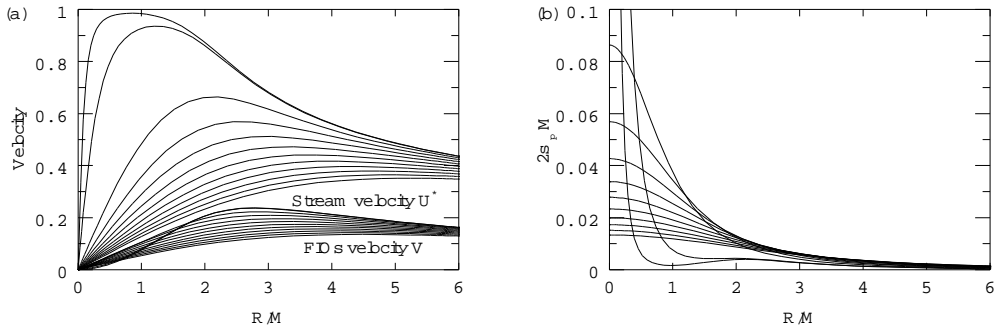 (a)
1
0.8
0.6
0.4
0.2
0
Velocity
Stream velocity U*
FIOs velocity V
0 1 2 3 4 5 6
R/M
(b)
0.1
0.08
0.06
0.04
0.02
0
2s_p M
0 1 2 3 4 5 6
R/M